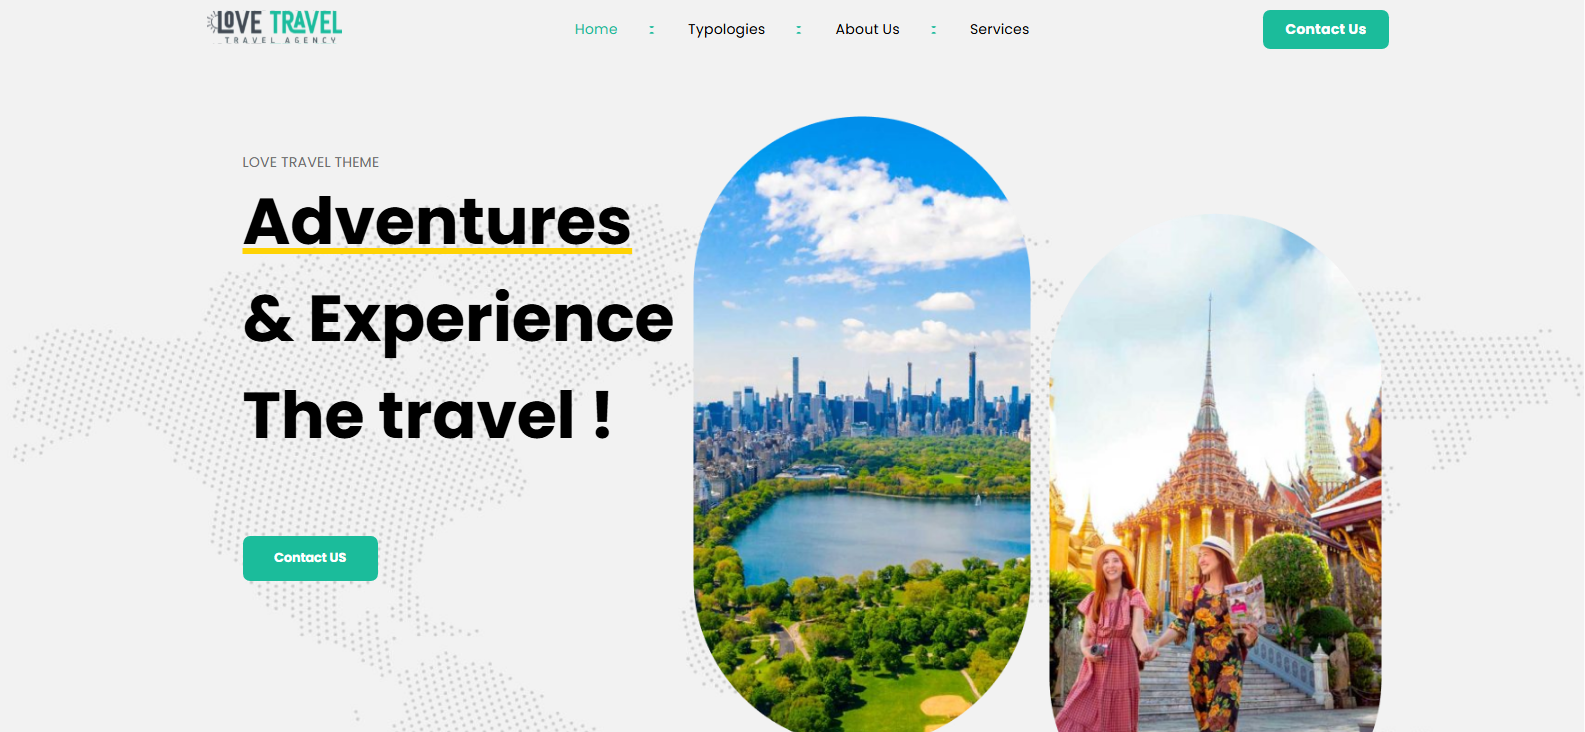 LOVE TRAVEL
TRAVEL AGENCY
Home
Typologies
About Us
Services
Contact Us
LOVE TRAVEL THEME
Adventures
& Experience
The travel !
Contact US